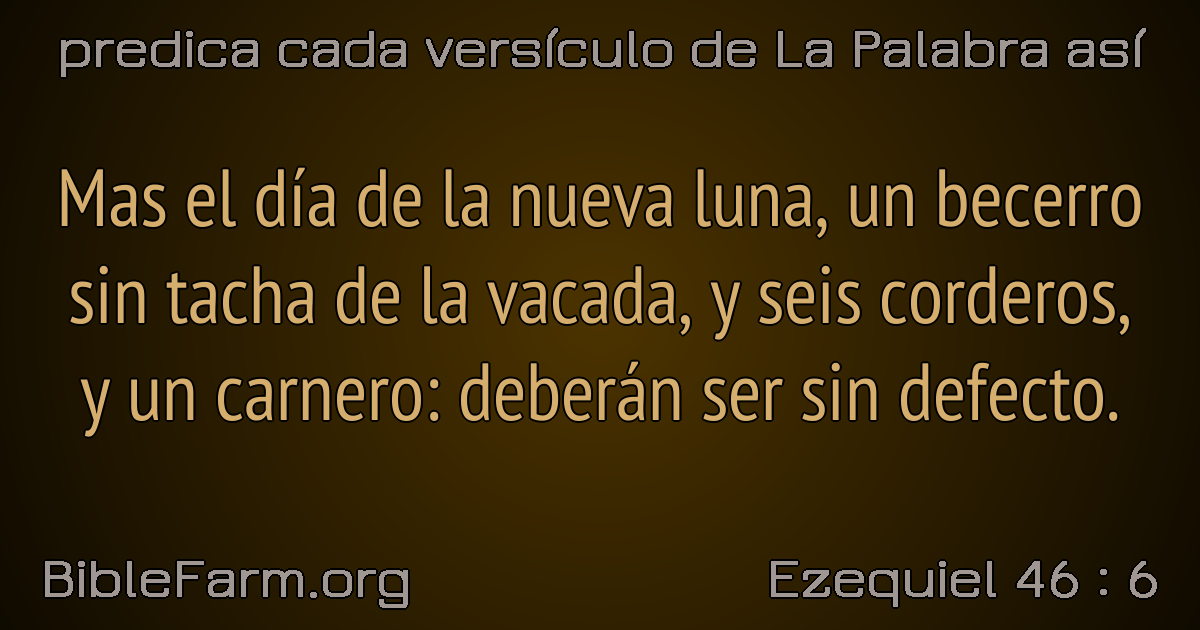 predica cada versículo de La Palabra así
Mas el día de la nueva luna, un becerro
sin tacha de la vacada, y seis corderos,
y un carnero: deberán ser sin defecto.
BibleFarm.org
Ezequiel 46 : 6